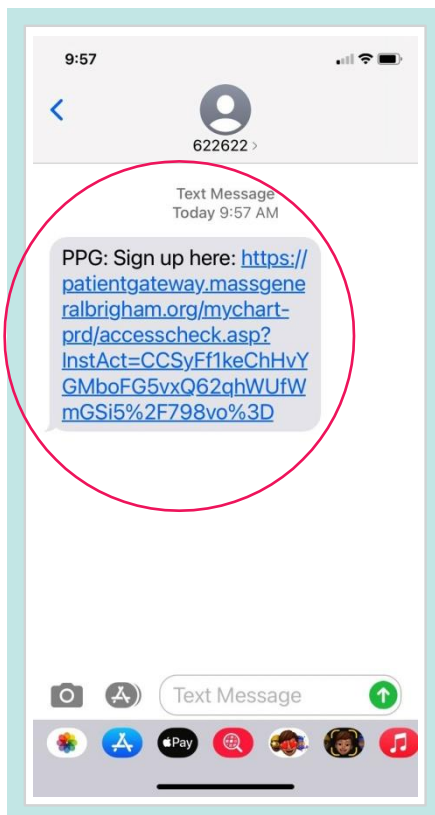 9:57
622622 >
Text Message
Today 9:57 AM
PPG: Sign up here: https://
patientgateway.massgene
ralbrigham.org/mychart-
prd/accesscheck.asp?
InstAct=CCSyFf1keChHvY
GMboFG5vxQ62qhWUfW
mGSi5%2F798vo%3D
Text Message
Pay